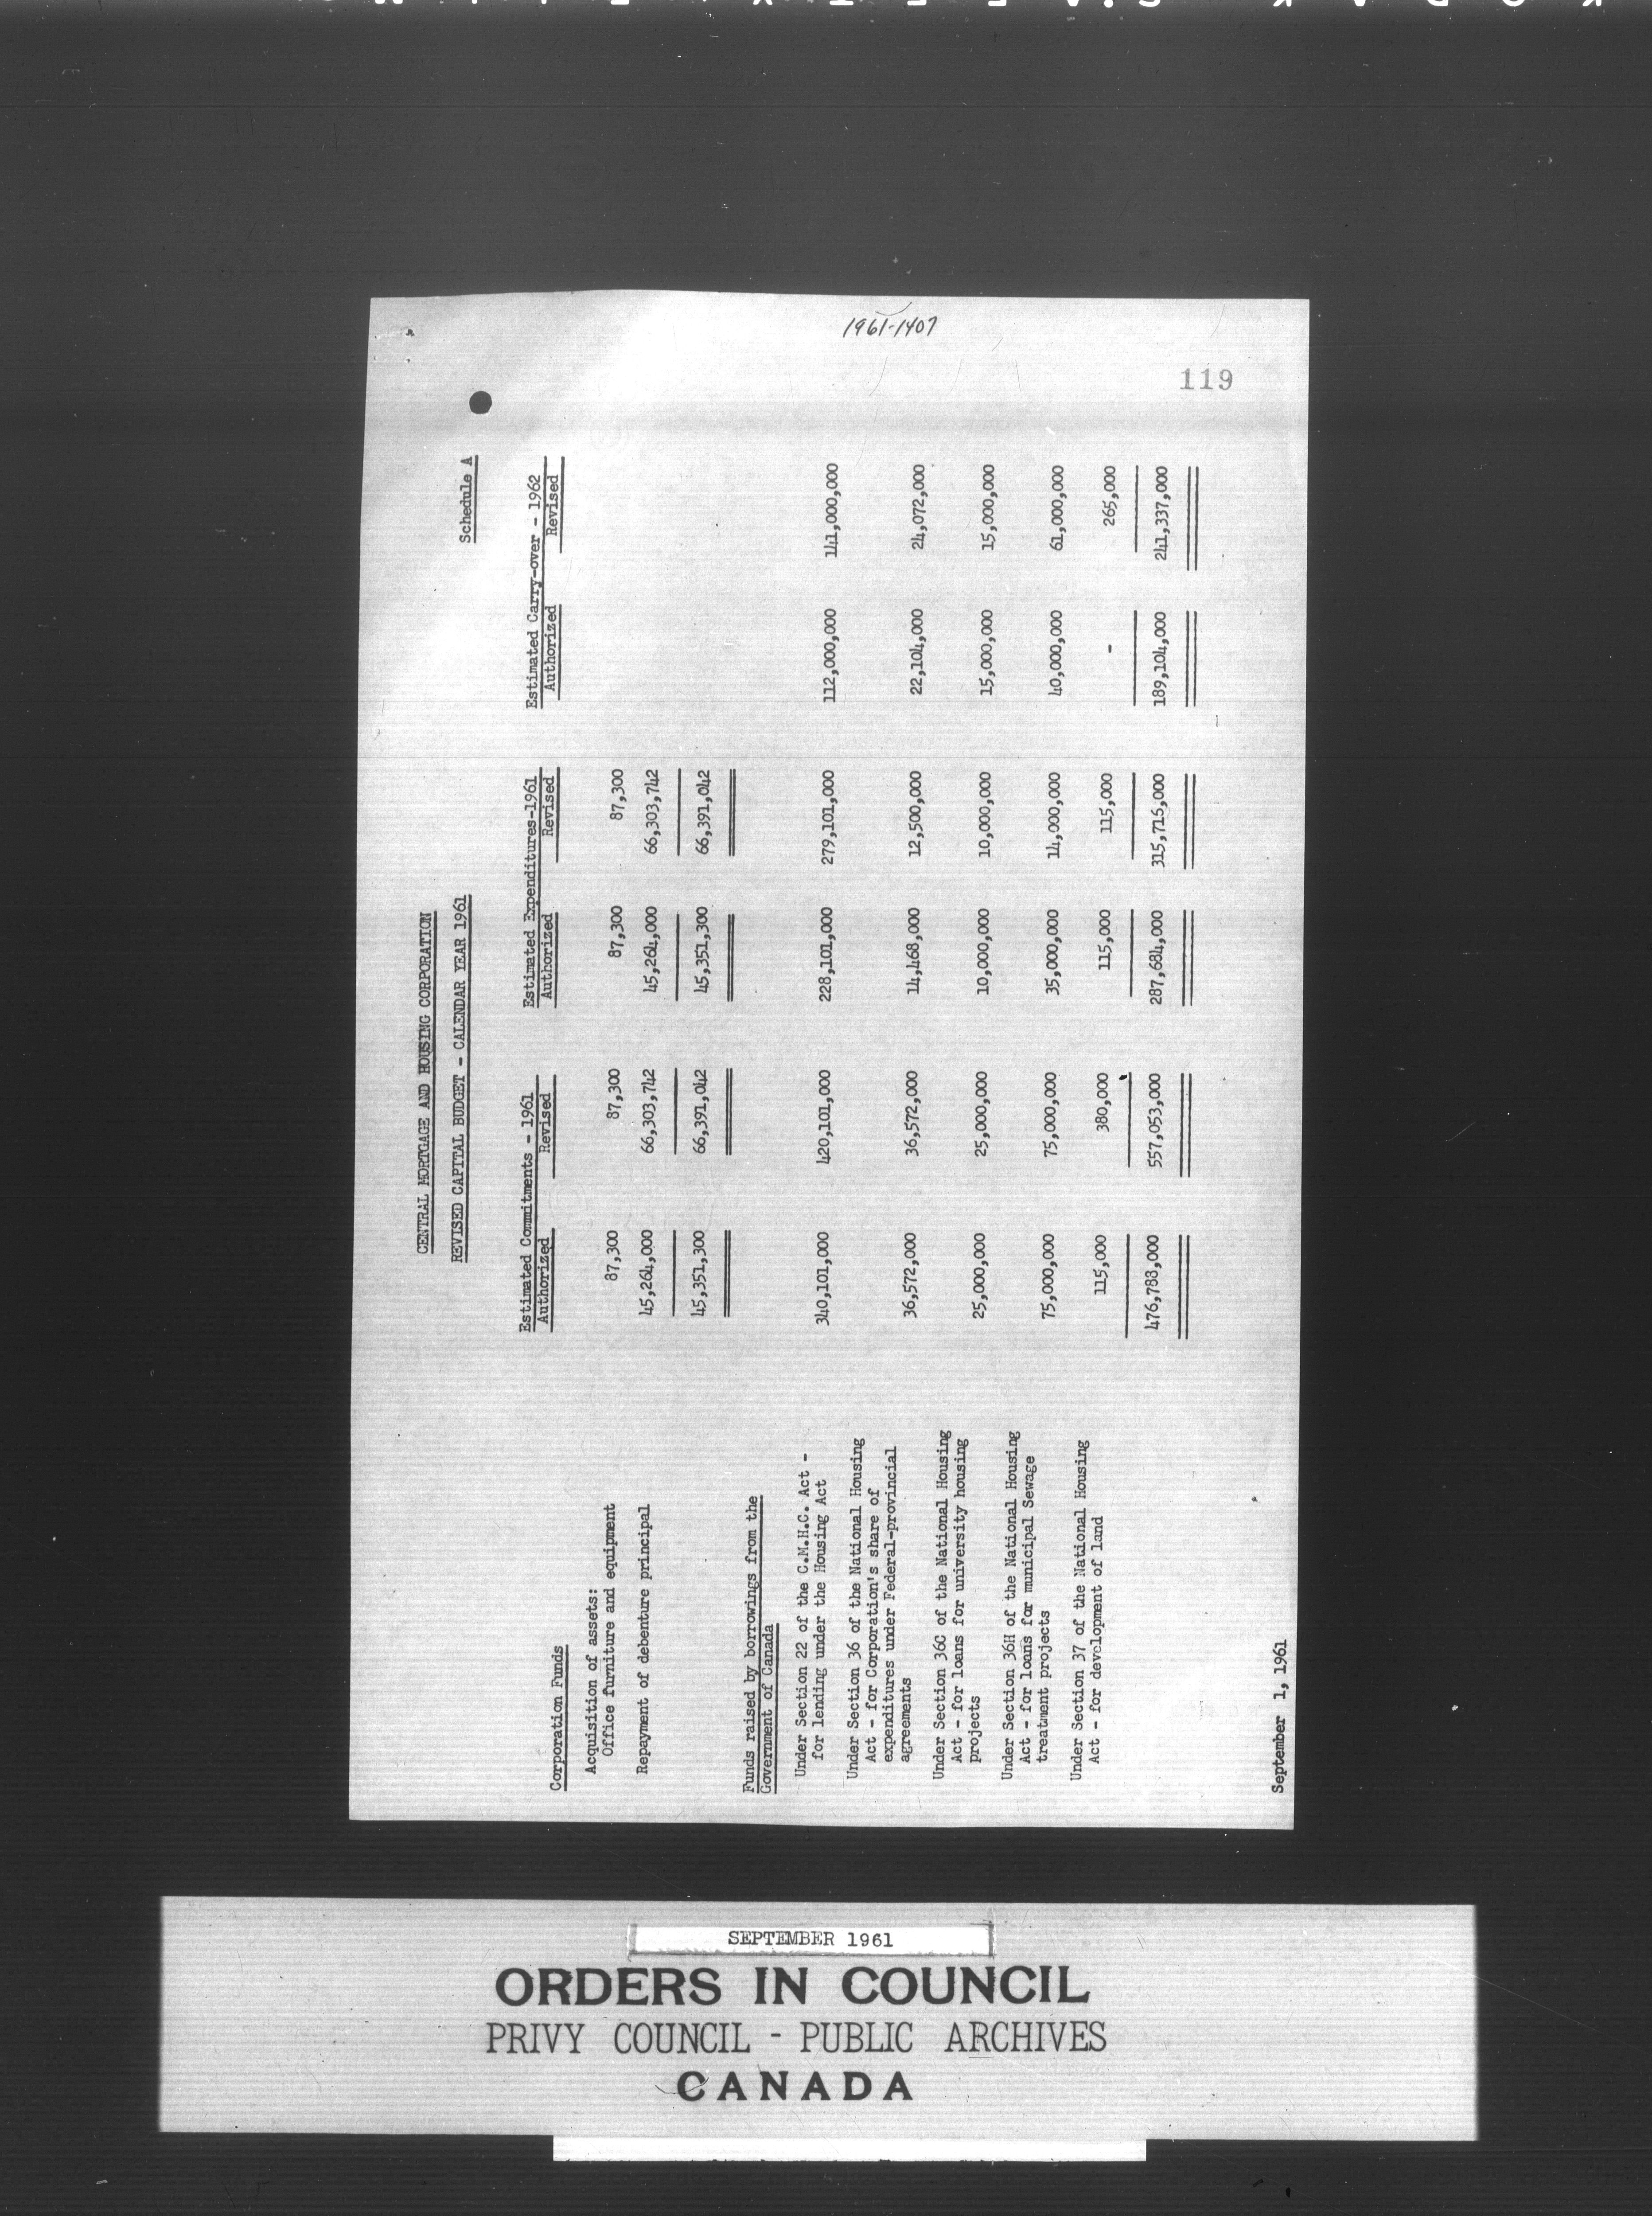 1961-1407
119
Schedule A
CENTRAL MORTGAGE AND HOUSING CORPORATION
REVISED CAPITAL BUDGET - CALENDAR YEAR 1961
Estimated Commitments - 1961 Estimated Expenditures-1961 Estimated Carry-over - 1962
Authorized Revised Authorized Revised Authorized Revised
Corporation Funds
Acquisition of assets:
Office furniture and equipment 87,300 87,300 87,300 87,300
Repayment of debenture principal 45,264,000 66,303,742 45,264,000 66,303,742
45,351,300 66,391,042 45,351,300 66,391,042
Funds raised by borrowings from the
Government of Canada
Under Section 22 of the C.M.H.C. Act -
for lending under the Housing Act 340,101,000 420,101,000 228,101,000 279,101,000 112,000,000 141,000,000
Under Section 36 of the National Housing
Act - for Corporation's share of
expenditures under Federal-provincial
agreements 36,572,000 36,572,000 14,468,000 12,500,000 22,104,000 24,072,000
Under Section 36C of the National Housing
Act - for loans for university housing
projects 25,000,000 25,000,000 10,000,000 10,000,000 15,000,000 15,000,000
Under Section 36H of the National Housing
Act - for loans for municipal Sewage
treatment projects 75,000,000 75,000,000 35,000,000 14,000,000 40,000,000 61,000,000
Under Section 37 of the National Housing
Act - for development of land 115,000 380,000 115,000 115,000 - 265,000
476,788,000 557,053,000 287,684,000 315,716,000 189,104,000 241,337,000
September 1, 1961
SEPTEMBER 1961
ORDERS IN COUNCIL
PRIVY COUNCIL - PUBLIC ARCHIVES
CANADA